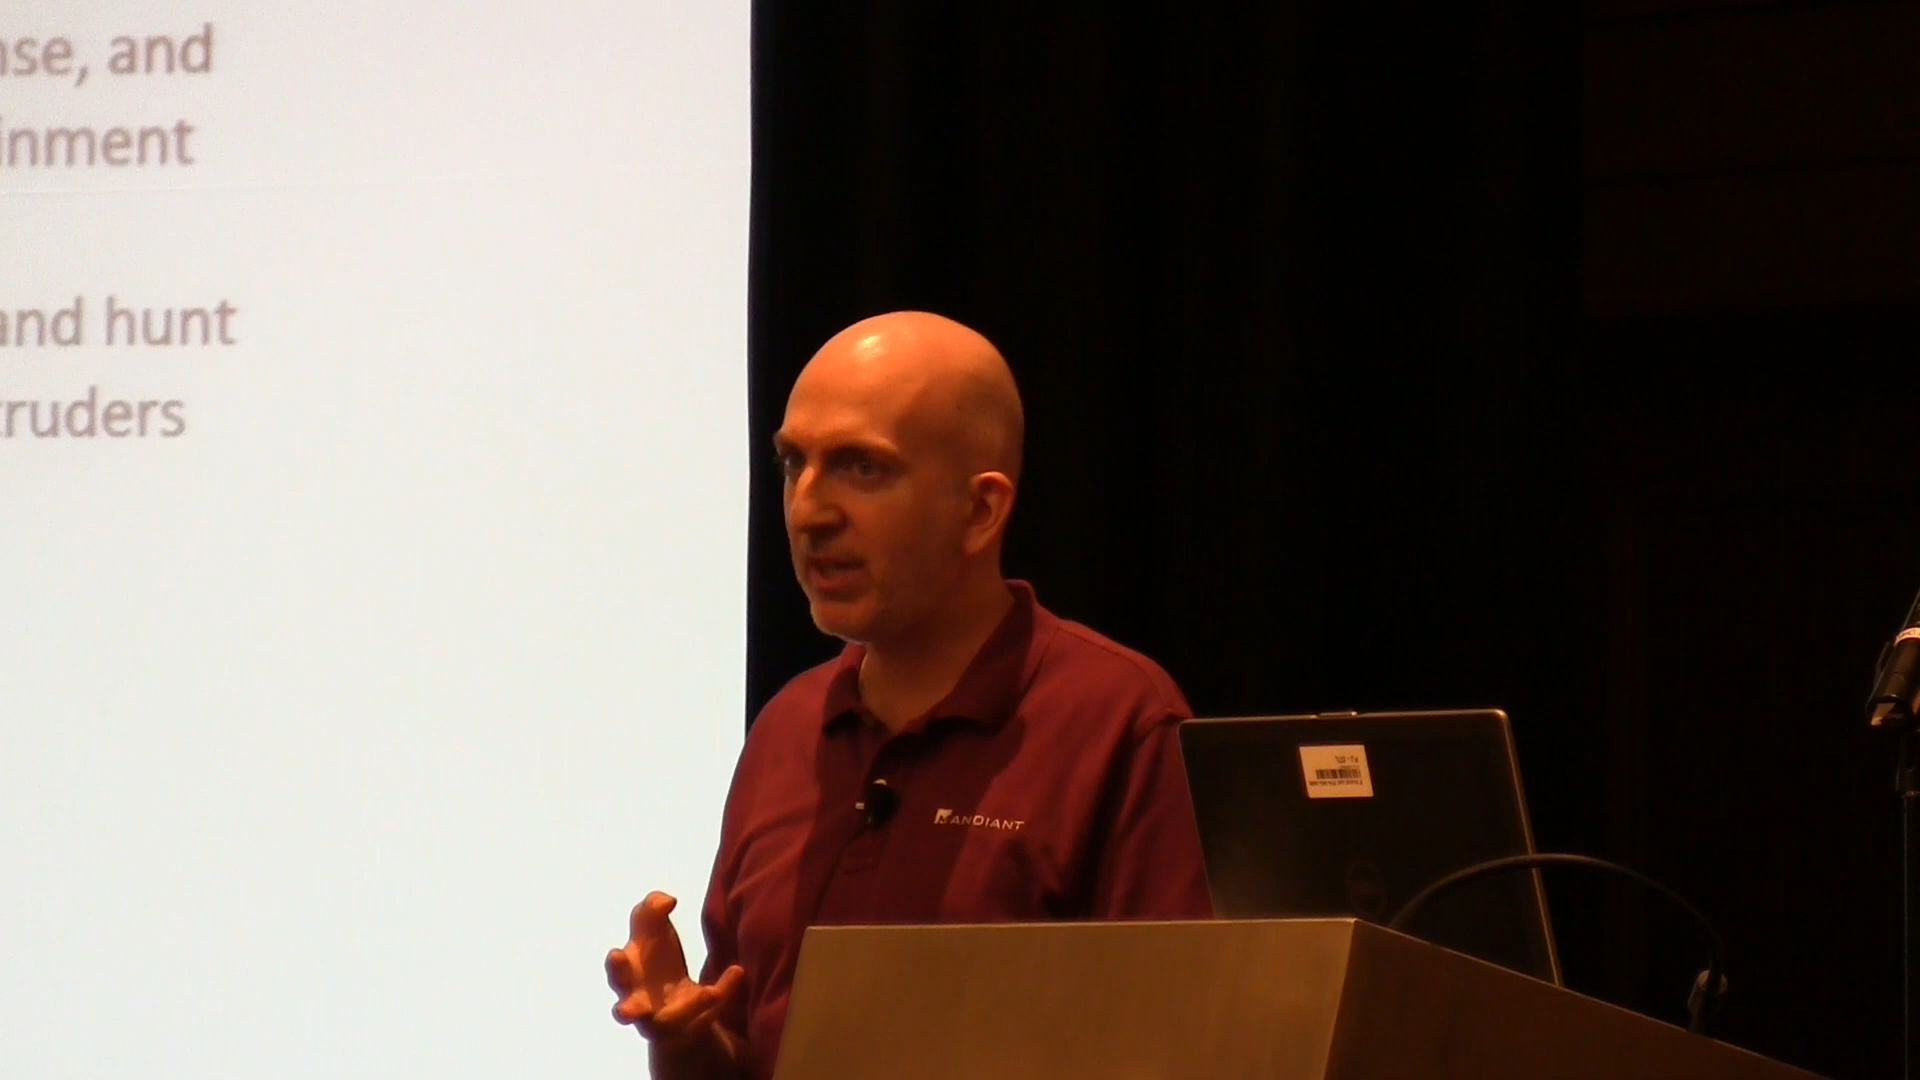 nse, and
inment
and hunt
truders
MANDIANT